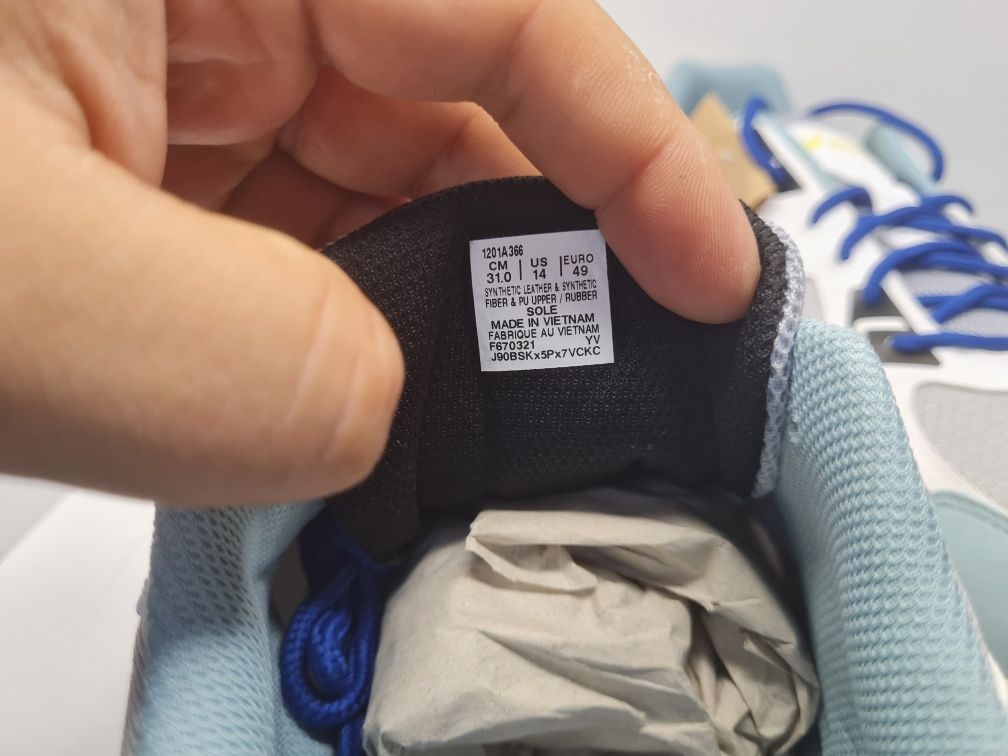 1201A366
CM | US | EURO
31.0 | 14 | 49
SYNTHETIC LEATHER & SYNTHETIC
FIBER & PU UPPER / RUBBER
SOLE
MADE IN VIETNAM
FABRIQUE AU VIETNAM
F670321 YV
J90BSKx5Px7VCKC